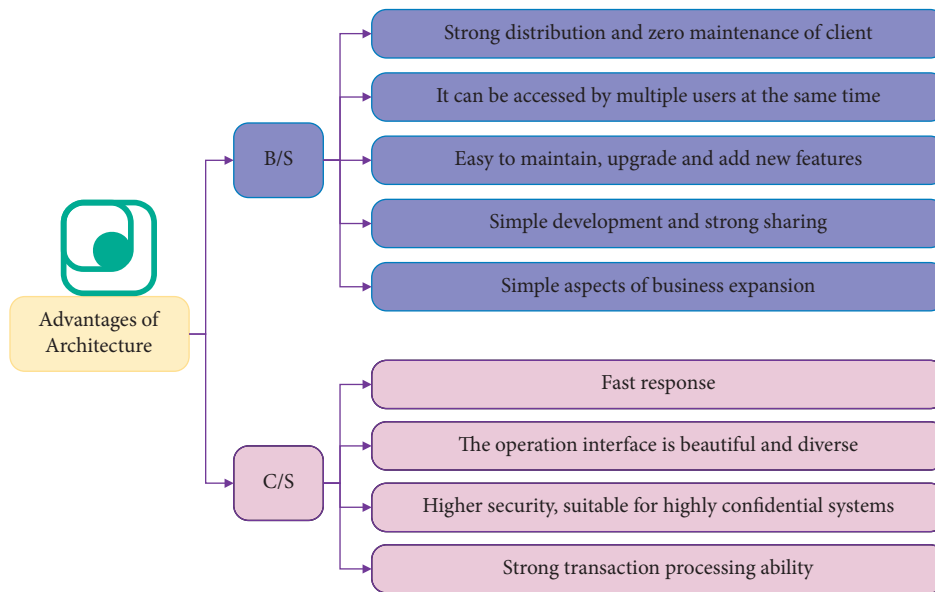 Advantages of
Architecture
B/S
Strong distribution and zero maintenance of client
It can be accessed by multiple users at the same time
Easy to maintain, upgrade and add new features
Simple development and strong sharing
Simple aspects of business expansion
C/S
Fast response
The operation interface is beautiful and diverse
Higher security, suitable for highly confidential systems
Strong transaction processing ability